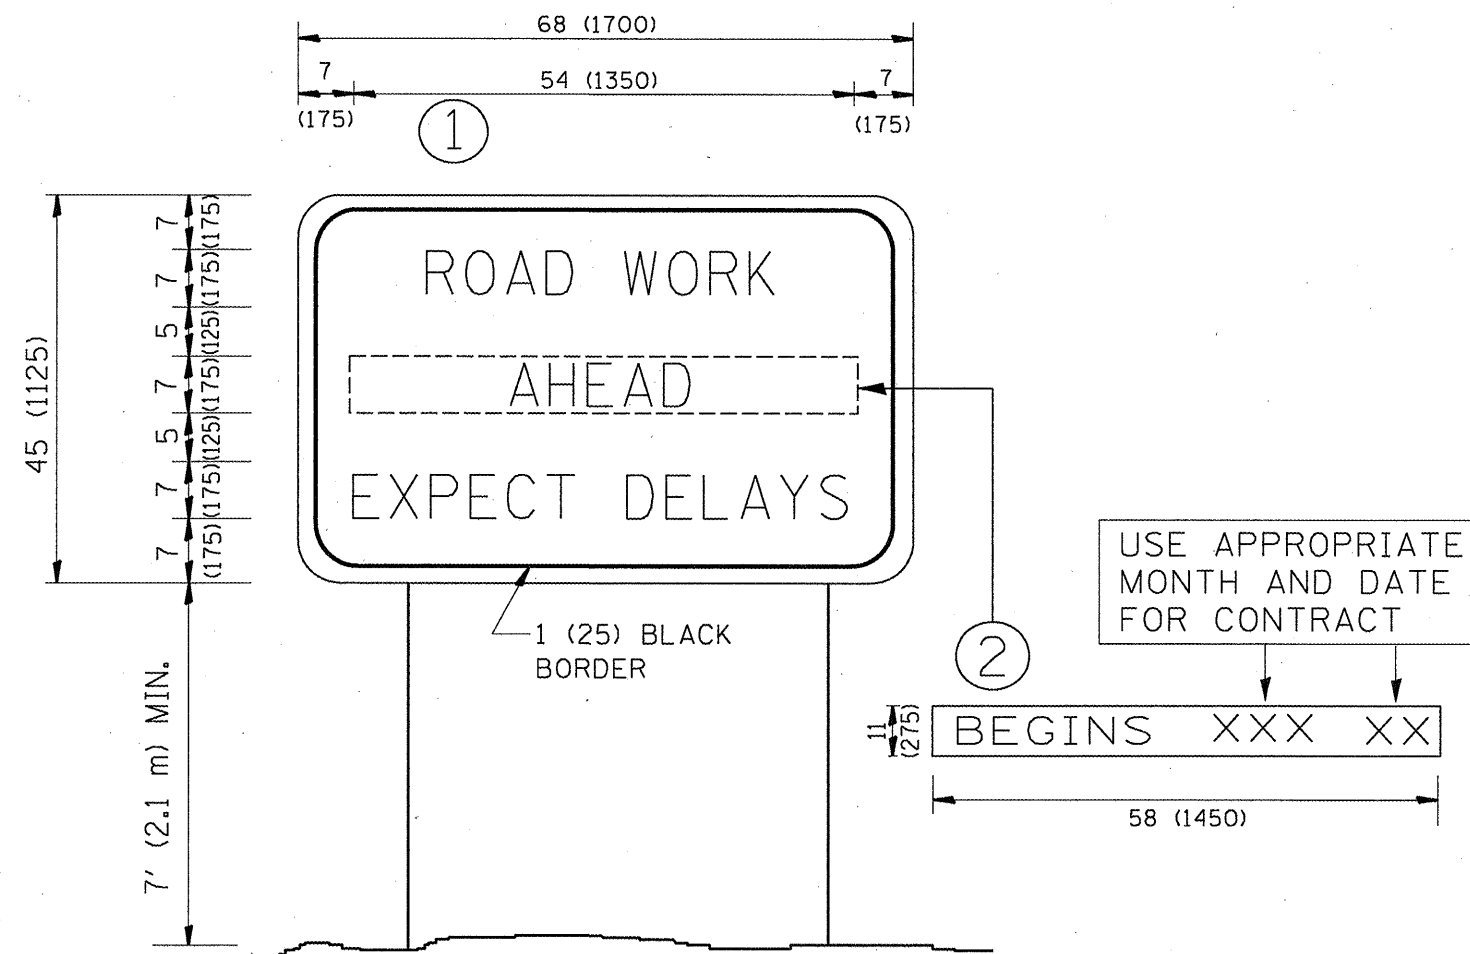 68 (1700)
7 54 (1350) 7
(175) (175)
1
7 (175)
7 (175)
5 (125)
7 (175)
5 (125)
7 (175)
7 (175)
45 (1125)
ROAD WORK
AHEAD
EXPECT DELAYS
1 (25) BLACK
BORDER
7' (2.1 m) MIN.
2
USE APPROPRIATE
MONTH AND DATE
FOR CONTRACT
11
(275)
BEGINS XXX XX
58 (1450)